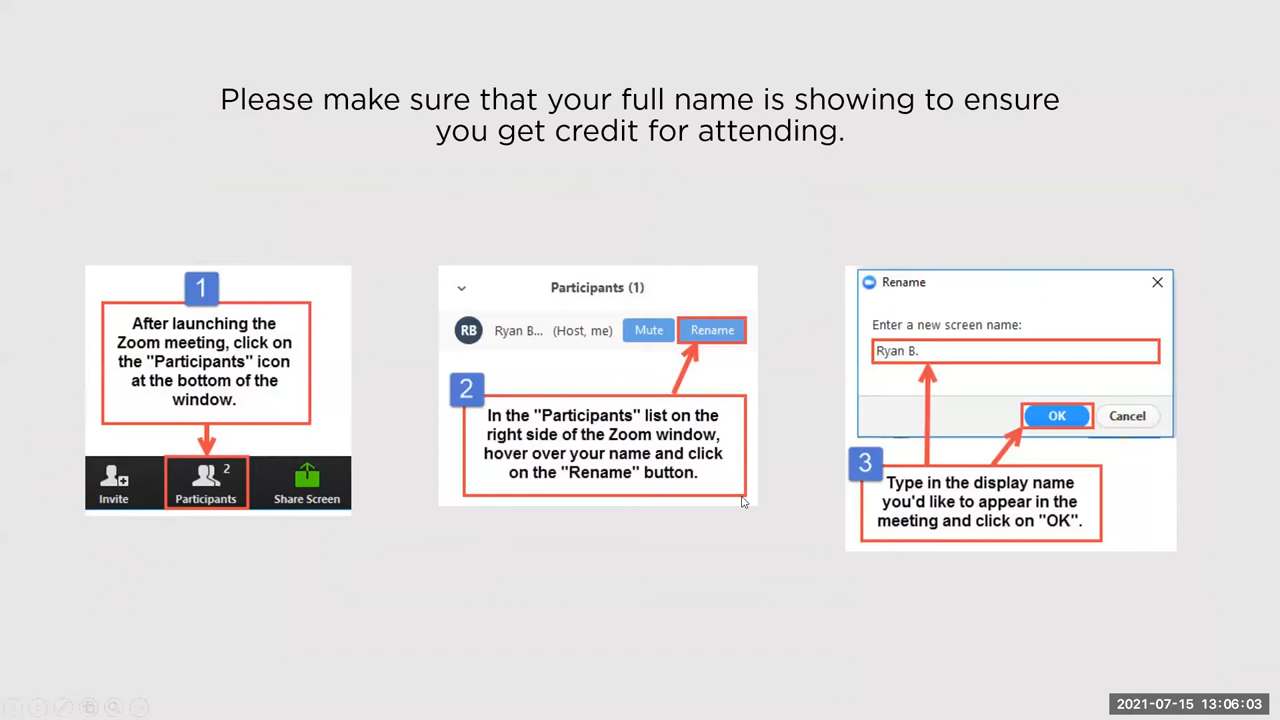 Please make sure that your full name is showing to ensure
you get credit for attending.
1
After launching the
Zoom meeting, click on
the "Participants" icon
at the bottom of the
window.
Invite
Participants
2
Share Screen
Participants (1)
RB
Ryan B...
(Host, me)
Mute
Rename
2
In the "Participants" list on the
right side of the Zoom window,
hover over your name and click
on the "Rename" button.
Rename
Enter a new screen name:
Ryan B.
OK
Cancel
3
Type in the display name
you'd like to appear in the
meeting and click on "OK".
2021-07-15 13:06:03